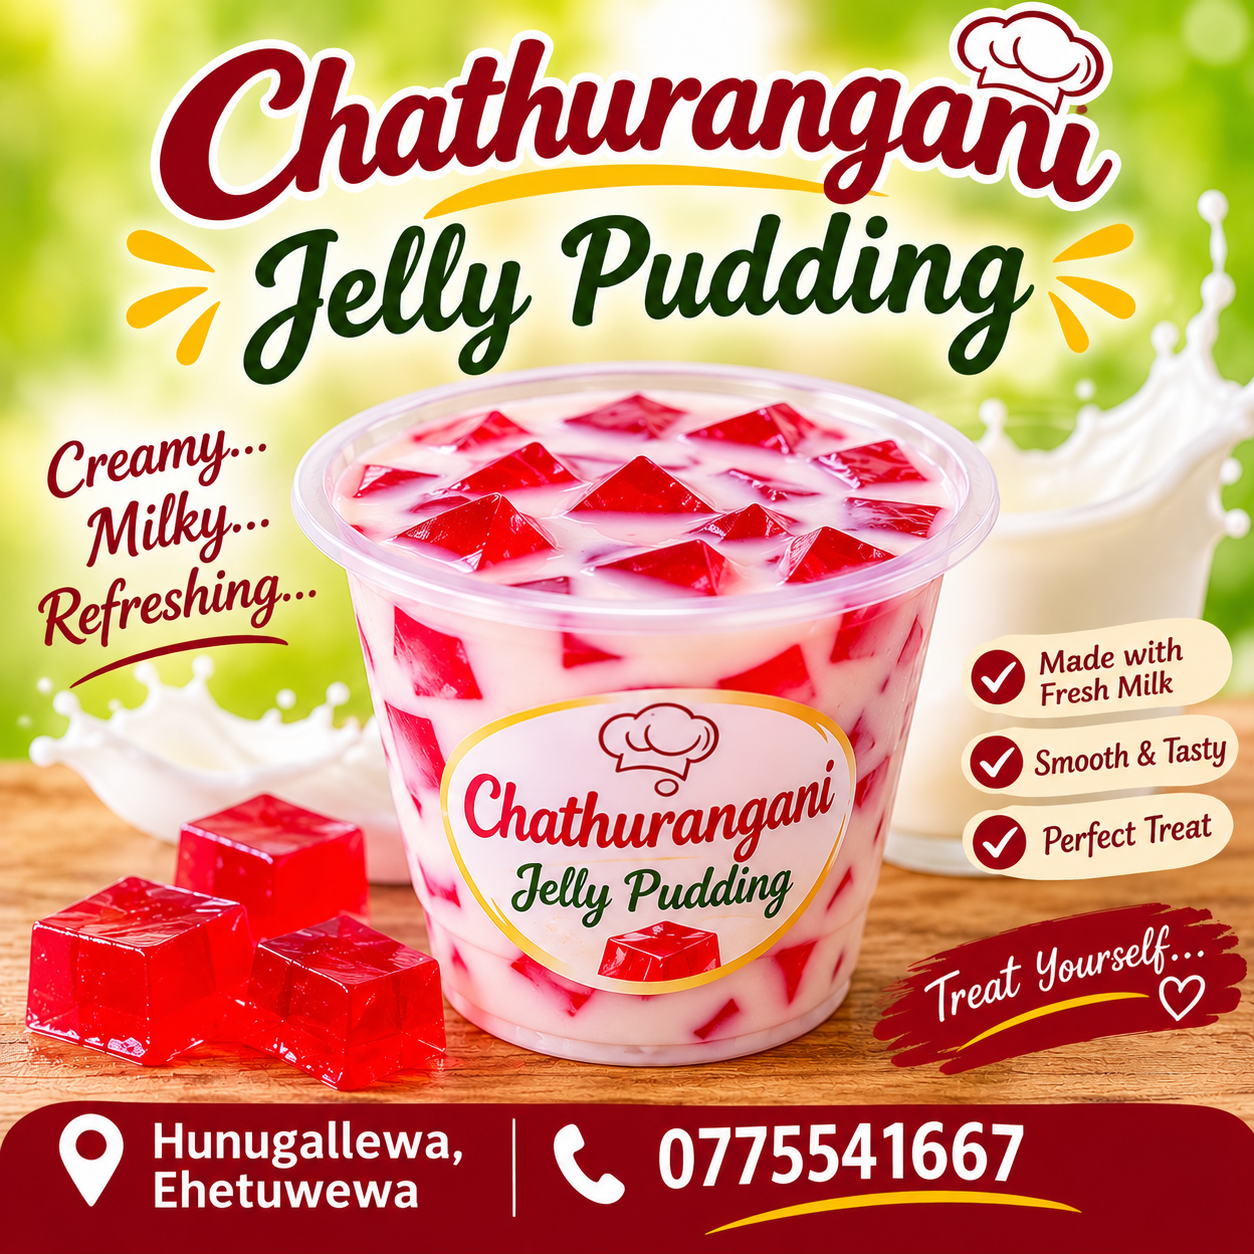 Chathurangani
Jelly Pudding
Creamy...
Milky...
Refreshing...
Made with
Fresh Milk
Smooth & Tasty
Perfect Treat
Chathurangani
Jelly Pudding
Treat Yourself...
Hunugallewa,
Ehetuwewa
0775541667